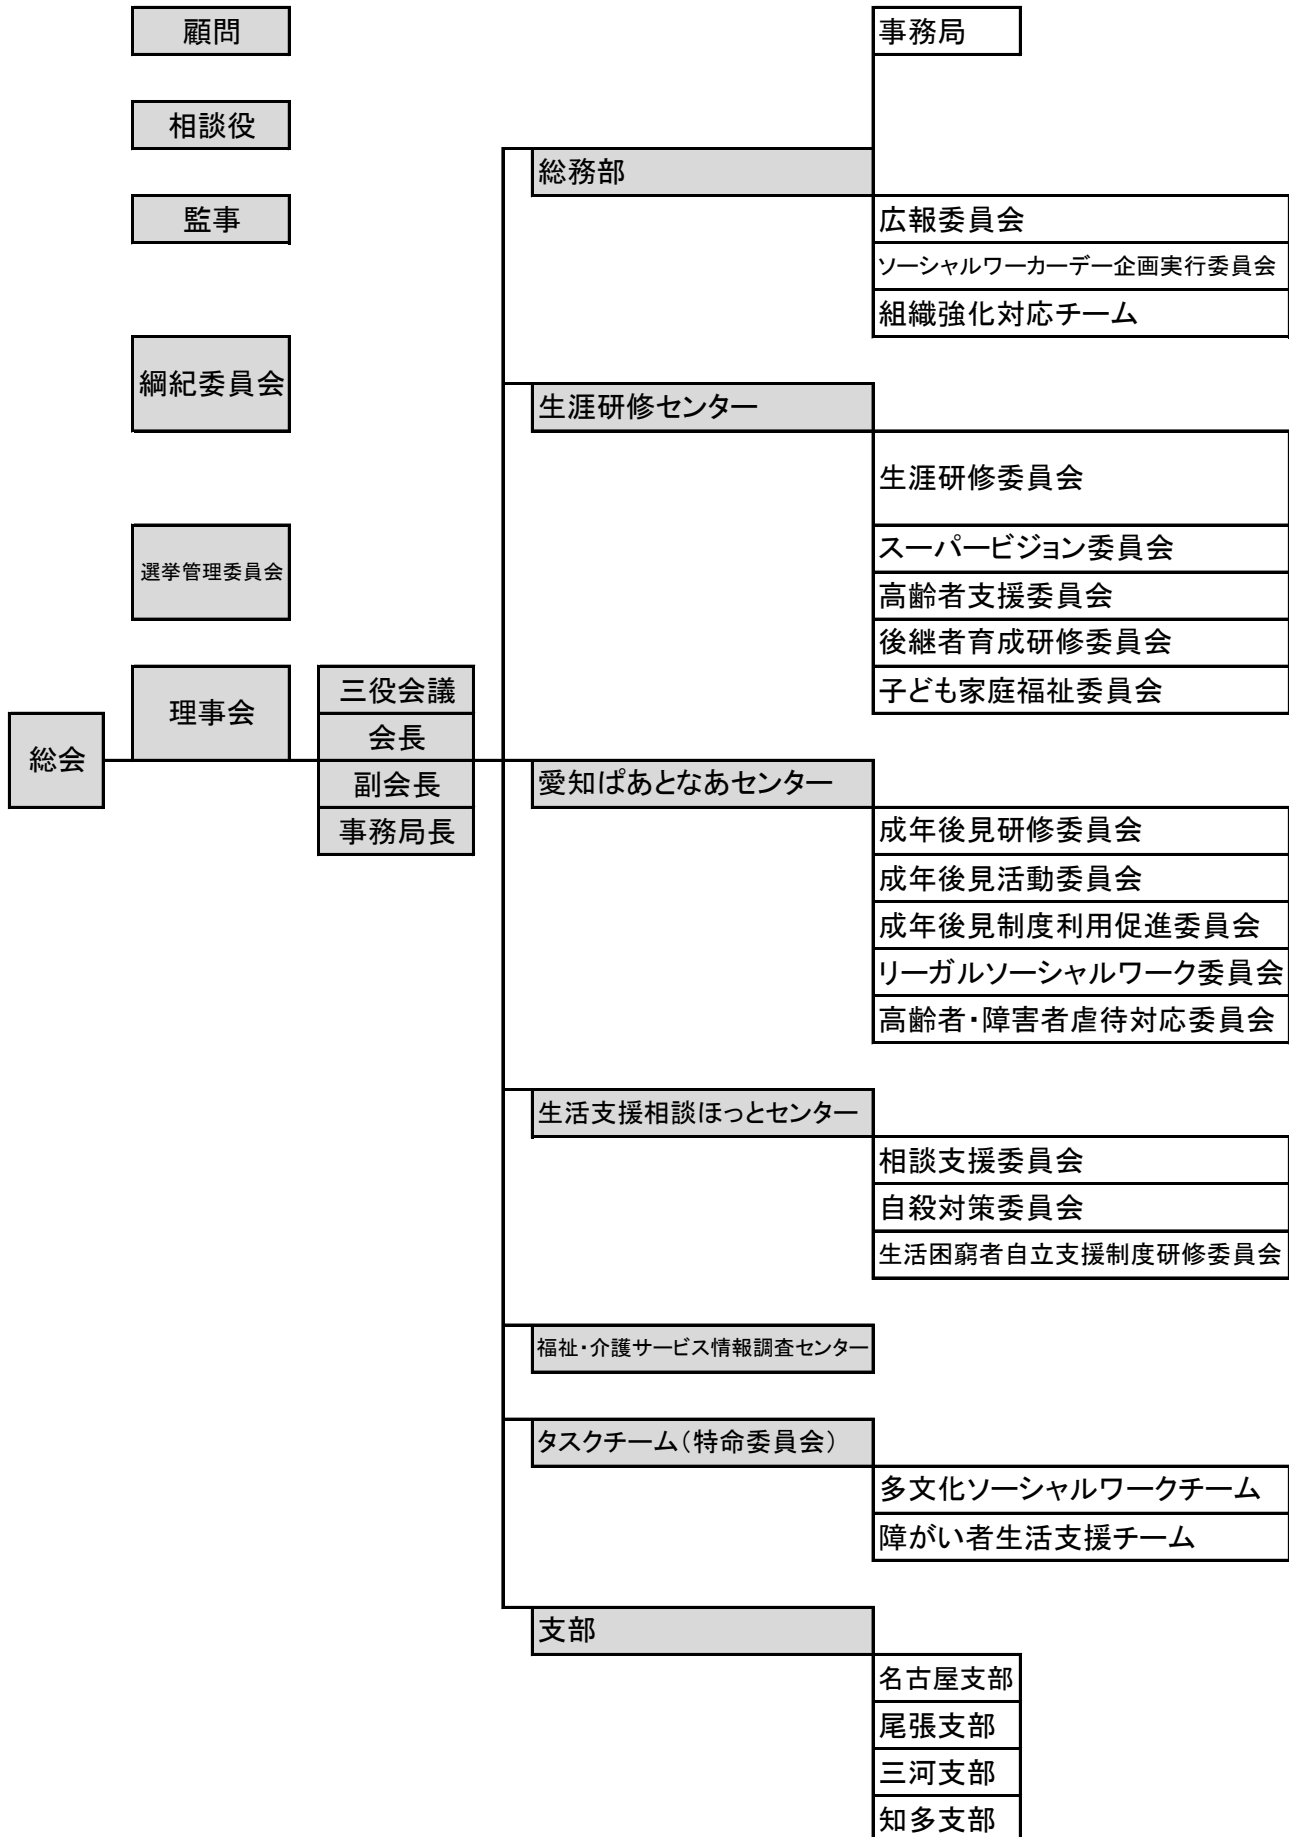 顧問
事務局
相談役
総務部
監事
広報委員会
ソーシャルワーカーデー企画実行委員会
組織強化対応チーム
綱紀委員会
生涯研修センター
生涯研修委員会
選挙管理委員会
スーパービジョン委員会
高齢者支援委員会
後継者育成研修委員会
子ども家庭福祉委員会
理事会
三役会議
会長
副会長
事務局長
総会
愛知ぱあとなあセンター
成年後見研修委員会
成年後見活動委員会
成年後見制度利用促進委員会
リーガルソーシャルワーク委員会
高齢者・障害者虐待対応委員会
生活支援相談ほっとセンター
相談支援委員会
自殺対策委員会
生活困窮者自立支援制度研修委員会
福祉・介護サービス情報調査センター
タスクチーム（特命委員会）
多文化ソーシャルワークチーム
障がい者生活支援チーム
支部
名古屋支部
尾張支部
三河支部
知多支部